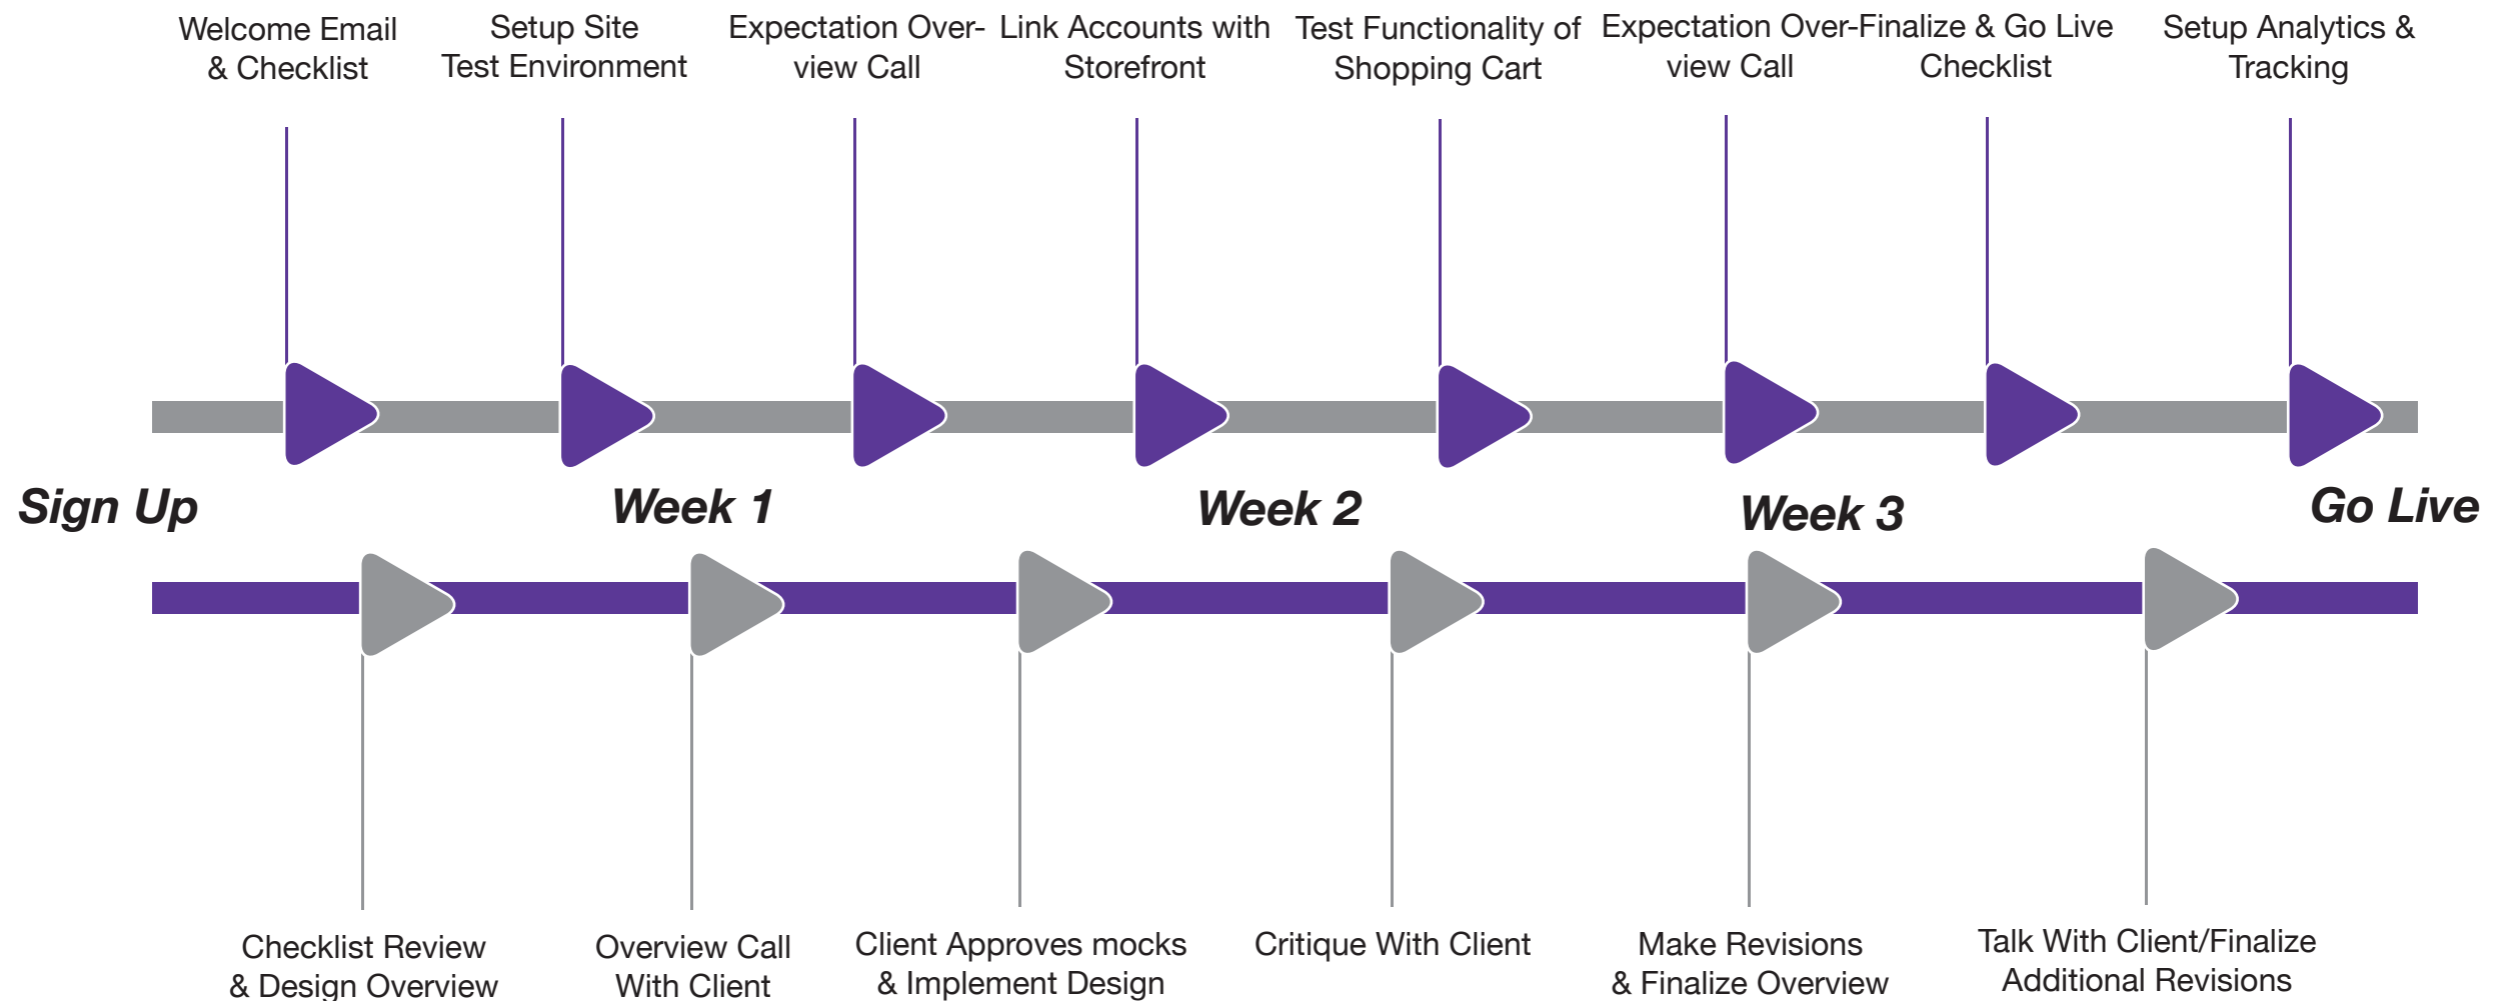 Welcome Email
& Checklist
Setup Site
Test Environment
Expectation Over-
view Call
Link Accounts with
Storefront
Test Functionality of
Shopping Cart
Expectation Over-
view Call
Finalize & Go Live
Checklist
Setup Analytics &
Tracking
Sign Up
Week 1
Week 2
Week 3
Go Live
Checklist Review
& Design Overview
Overview Call
With Client
Client Approves mocks
& Implement Design
Critique With Client
Make Revisions
& Finalize Overview
Talk With Client/Finalize
Additional Revisions